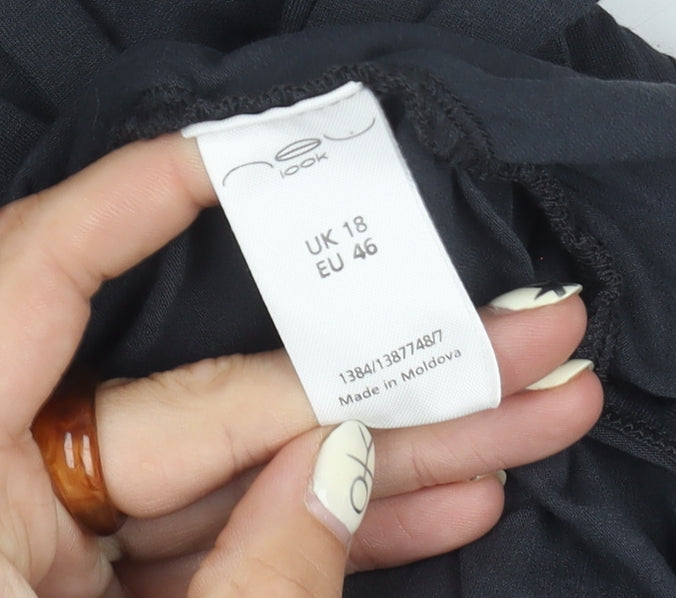 new
look
UK 18
EU 46
1384/1387748/7
Made in Moldova